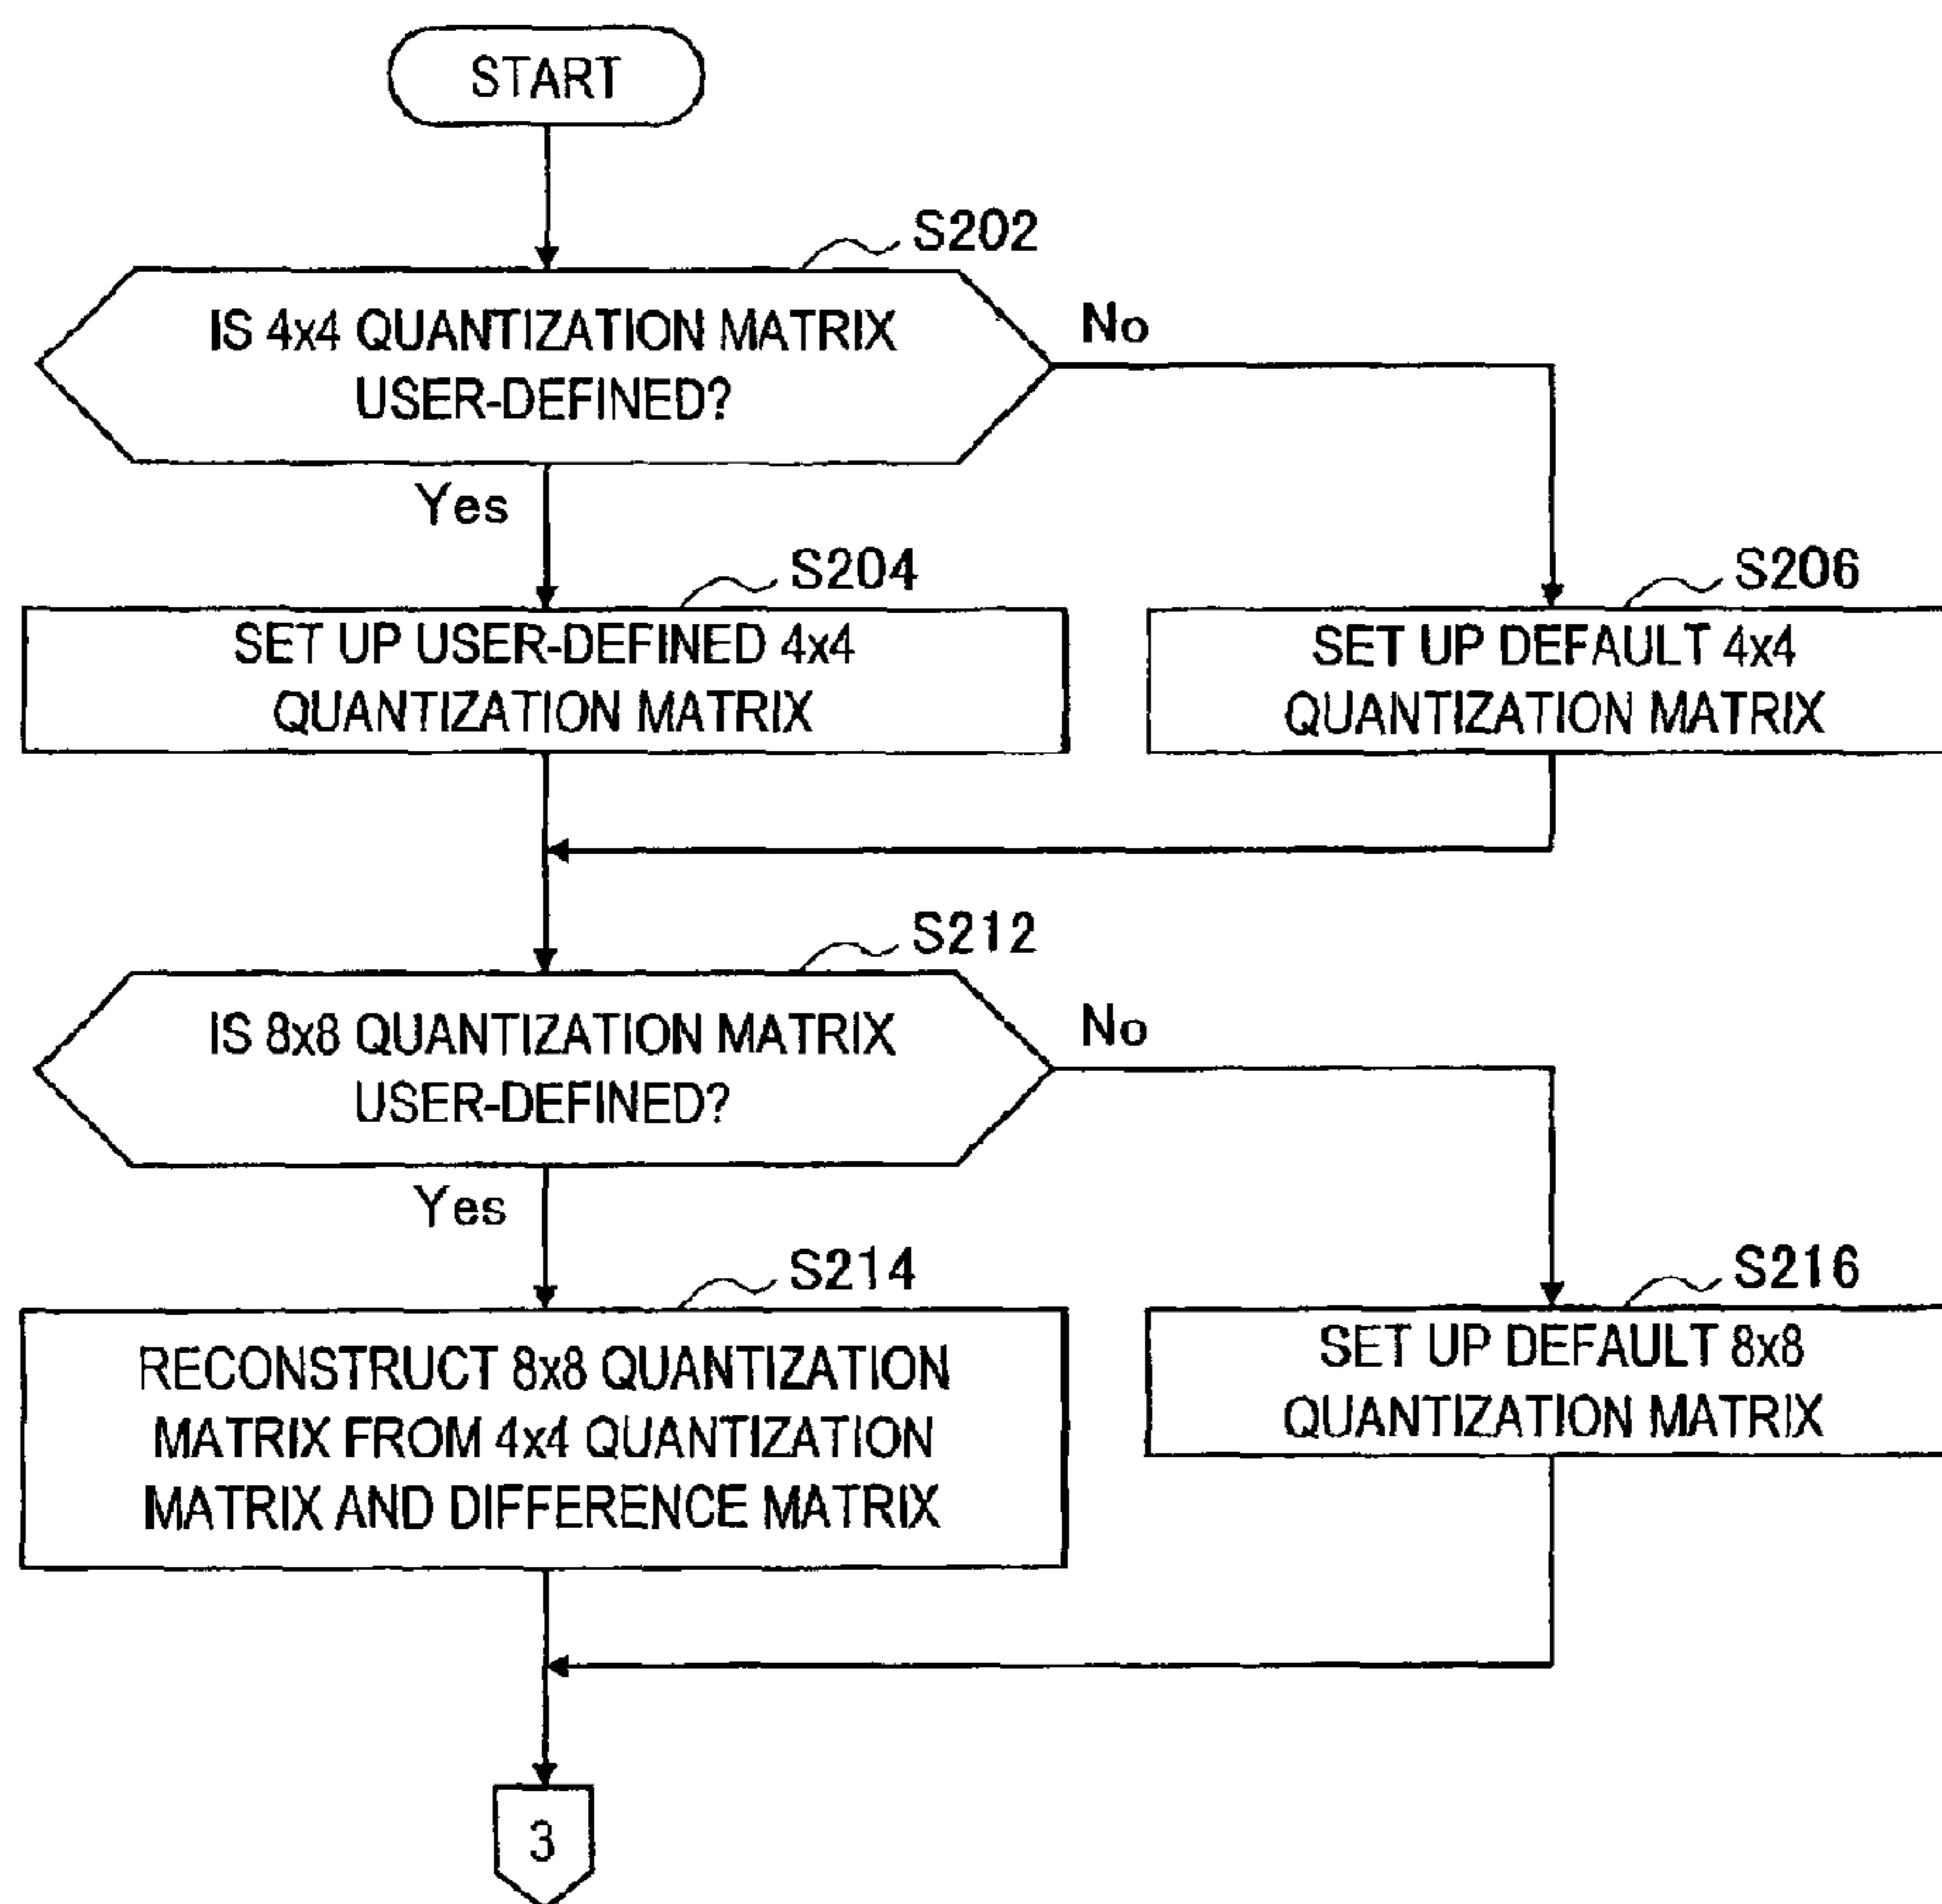 START
S202
IS 4x4 QUANTIZATION MATRIX
USER-DEFINED?
No
Yes
S204
SET UP USER-DEFINED 4x4
QUANTIZATION MATRIX
S206
SET UP DEFAULT 4x4
QUANTIZATION MATRIX
S212
IS 8x8 QUANTIZATION MATRIX
USER-DEFINED?
No
Yes
S214
RECONSTRUCT 8x8 QUANTIZATION
MATRIX FROM 4x4 QUANTIZATION
MATRIX AND DIFFERENCE MATRIX
S216
SET UP DEFAULT 8x8
QUANTIZATION MATRIX
3